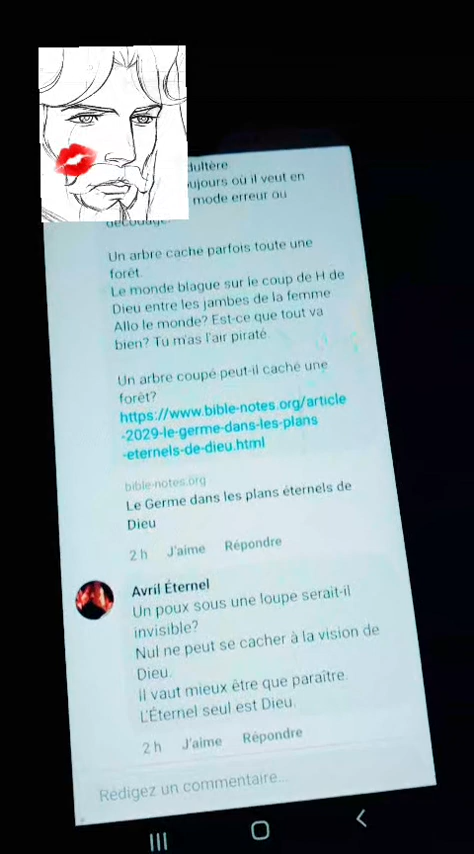 dultère
ujours où il veut en
mode erreur ou
découdage.
Un arbre cache parfois toute une
forêt.
Le monde blague sur le coup de H de
Dieu entre les jambes de la femme
Allo le monde? Est-ce que tout va
bien? Tu m'as l'air piraté.
Un arbre coupé peut-il caché une
forêt?
https://www.bible-notes.org/article
-2029-le-germe-dans-les-plans
-eternels-de-dieu.html
bible-notes.org
Le Germe dans les plans éternels de
Dieu
2 h J'aime Répondre
Avril Éternel
Un poux sous une loupe serait-il
invisible?
Nul ne peut se cacher à la vision de
Dieu.
Il vaut mieux être que paraître.
L'Éternel seul est Dieu.
2 h J'aime Répondre
Rédigez un commentaire...